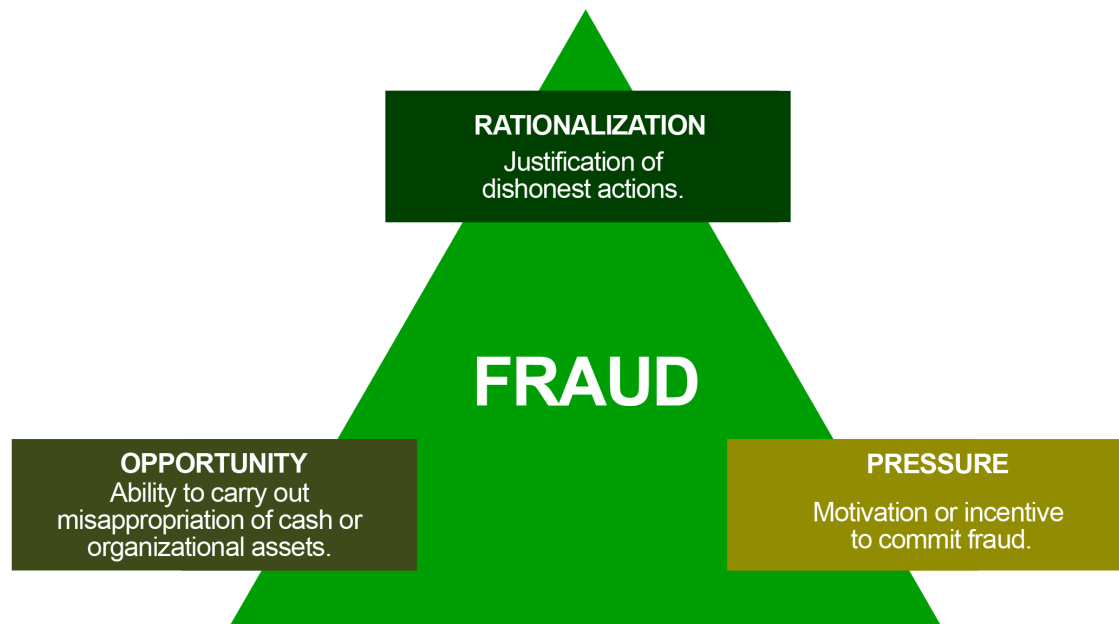 RATIONALIZATION
Justification of
dishonest actions.
FRAUD
OPPORTUNITY
Ability to carry out
misappropriation of cash or
organizational assets.
PRESSURE
Motivation or incentive
to commit fraud.